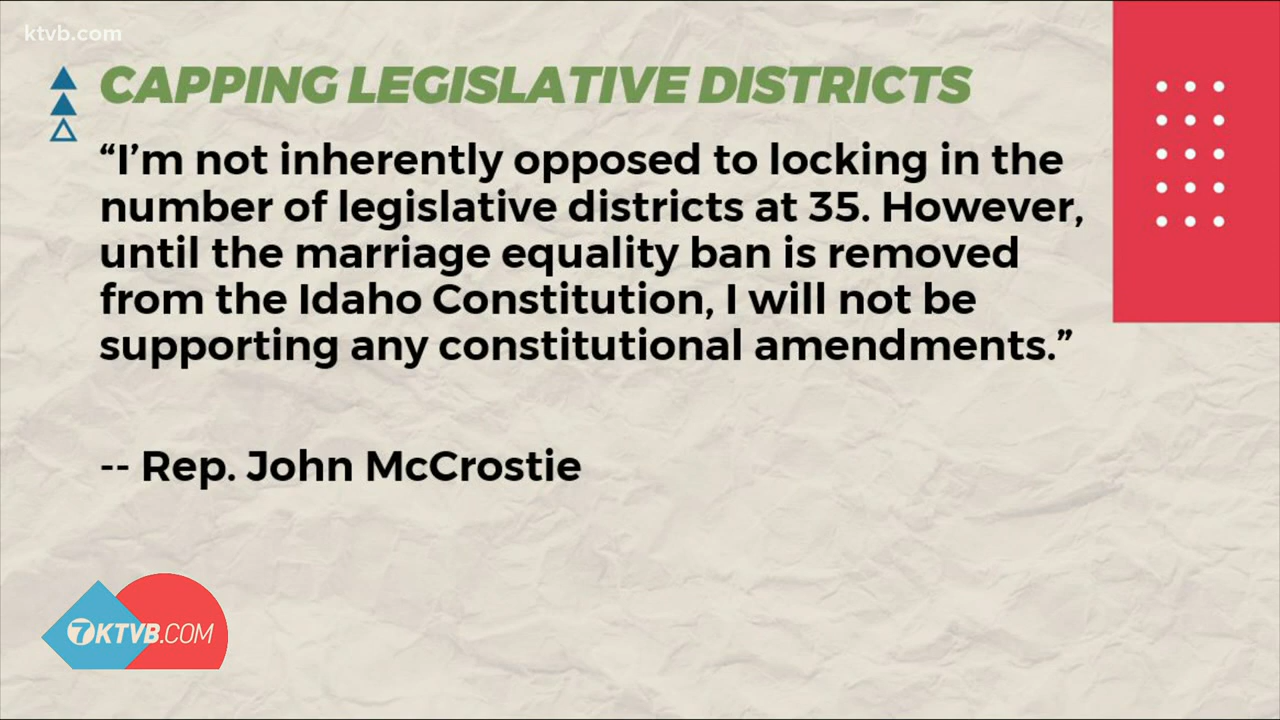 ktvb.com
CAPPING LEGISLATIVE DISTRICTS
“I’m not inherently opposed to locking in the
number of legislative districts at 35. However,
until the marriage equality ban is removed
from the Idaho Constitution, I will not be
supporting any constitutional amendments.”
-- Rep. John McCrostie
7KTVB.COM